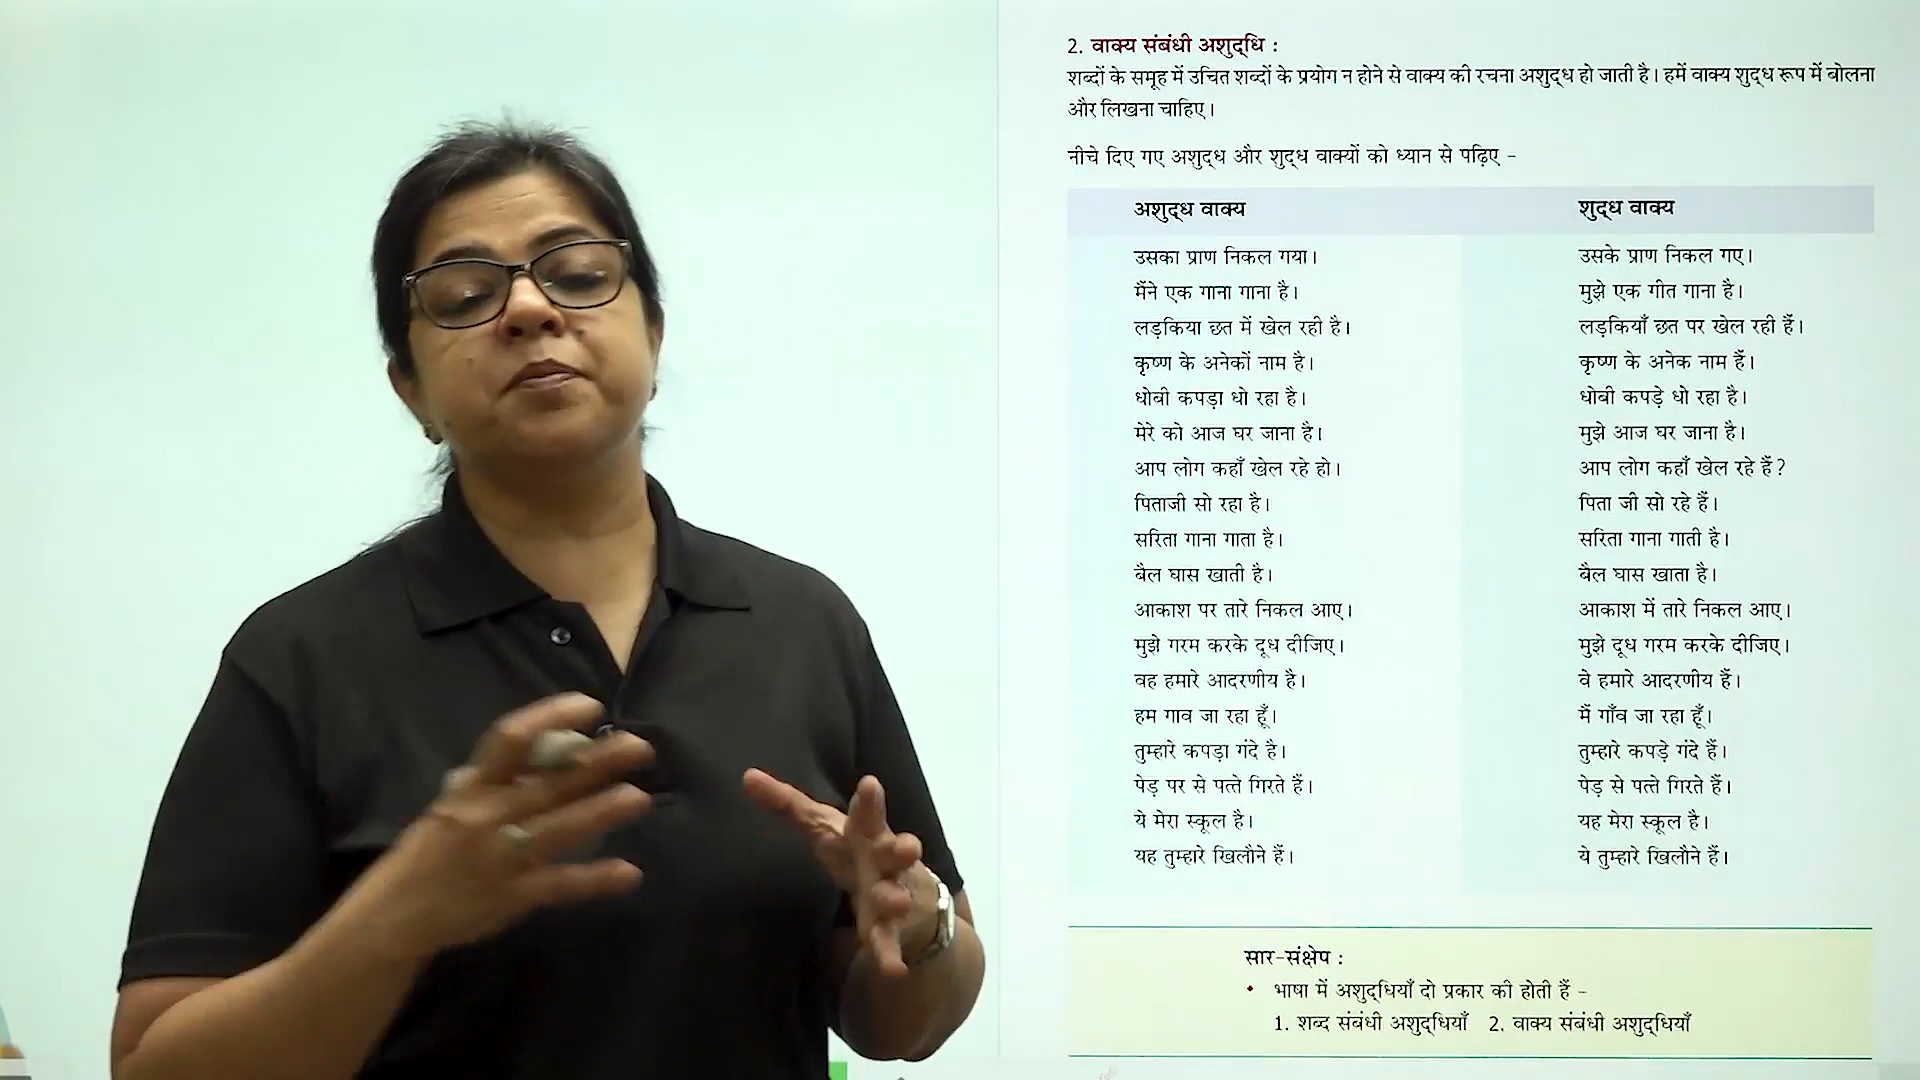 2. वाक्य संबंधी अशुद्धि :
शब्दों के समूह में उचित शब्दों के प्रयोग न होने से वाक्य की रचना अशुद्ध हो जाती है। हमें वाक्य शुद्ध रूप में बोलना
और लिखना चाहिए।
नीचे दिए गए अशुद्ध और शुद्ध वाक्यों को ध्यान से पढ़िए –
अशुद्ध वाक्य शुद्ध वाक्य
उसका प्राण निकल गया। उसके प्राण निकल गए।
मैंने एक गाना गाना है। मुझे एक गीत गाना है।
लड़किया छत में खेल रही है। लड़कियाँ छत पर खेल रही हैं।
कृष्ण के अनेकों नाम है। कृष्ण के अनेक नाम हैं।
धोबी कपड़ा धो रहा है। धोबी कपड़े धो रहा है।
मेरे को आज घर जाना है। मुझे आज घर जाना है।
आप लोग कहाँ खेल रहे हो। आप लोग कहाँ खेल रहे हैं?
पिताजी सो रहा है। पिता जी सो रहे हैं।
सरिता गाना गाता है। सरिता गाना गाती है।
बैल घास खाती है। बैल घास खाता है।
आकाश पर तारे निकल आए। आकाश में तारे निकल आए।
मुझे गरम करके दूध दीजिए। मुझे दूध गरम करके दीजिए।
वह हमारे आदरणीय है। वे हमारे आदरणीय हैं।
हम गाव जा रहा हूँ। मैं गाँव जा रहा हूँ।
तुम्हारे कपड़ा गंदे है। तुम्हारे कपड़े गंदे हैं।
पेड़ पर से पत्ते गिरते हैं। पेड़ से पत्ते गिरते हैं।
ये मेरा स्कूल है। यह मेरा स्कूल है।
यह तुम्हारे खिलौने हैं। ये तुम्हारे खिलौने हैं।
सार-संक्षेप :
• भाषा में अशुद्धियाँ दो प्रकार की होती हैं –
1. शब्द संबंधी अशुद्धियाँ 2. वाक्य संबंधी अशुद्धियाँ